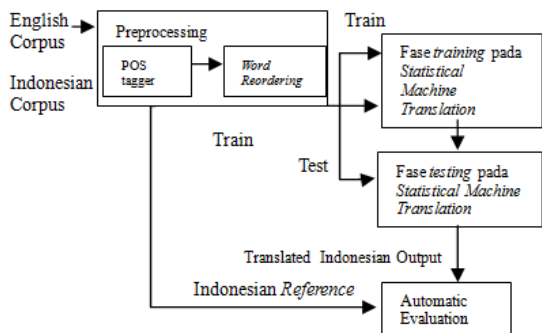 English
Corpus
Indonesian
Corpus
Preprocessing
POS
tagger
Word
Reordering
Train
Train
Test
Fase training pada
Statistical
Machine
Translation
Fase testing pada
Statistical Machine
Translation
Translated Indonesian Output
Indonesian Reference
Automatic
Evaluation